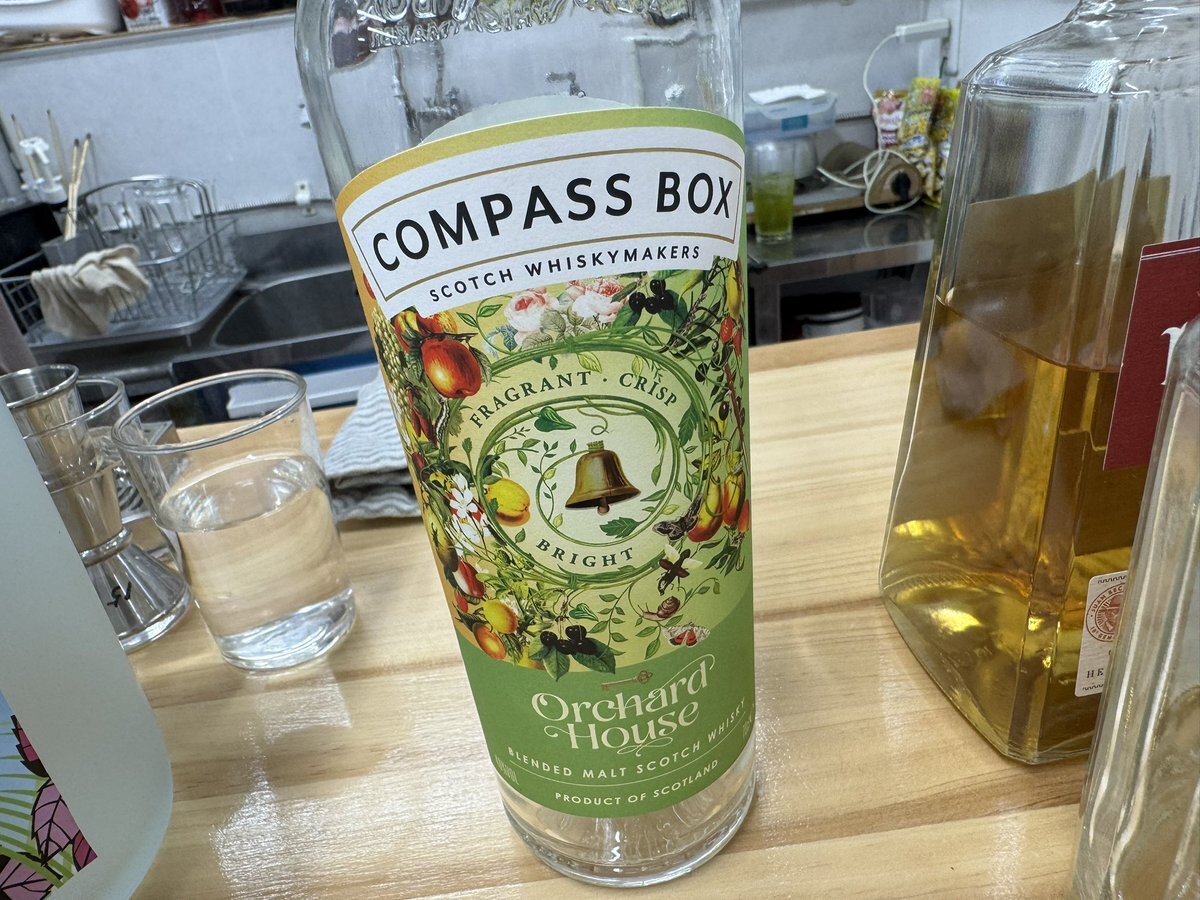 COMPASS BOX
SCOTCH WHISKYMAKERS
FRAGRANT · CRISP
BRIGHT
Orchard
House
BLENDED MALT SCOTCH WHISKY
PRODUCT OF SCOTLAND